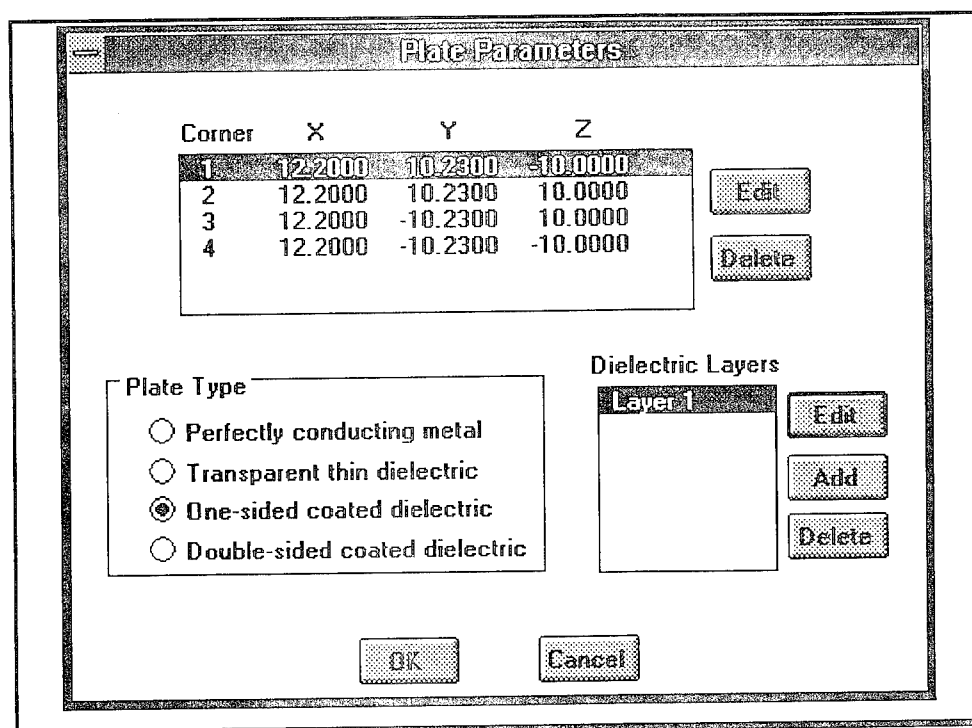 Plate Parameters
Corner X Y Z
1 12.2000 10.2300 -10.0000
2 12.2000 10.2300 10.0000
3 12.2000 -10.2300 10.0000
4 12.2000 -10.2300 -10.0000
Edit
Delete
Plate Type
Perfectly conducting metal
Transparent thin dielectric
One-sided coated dielectric
Double-sided coated dielectric
Dielectric Layers
Layer 1
Edit
Add
Delete
OK
Cancel